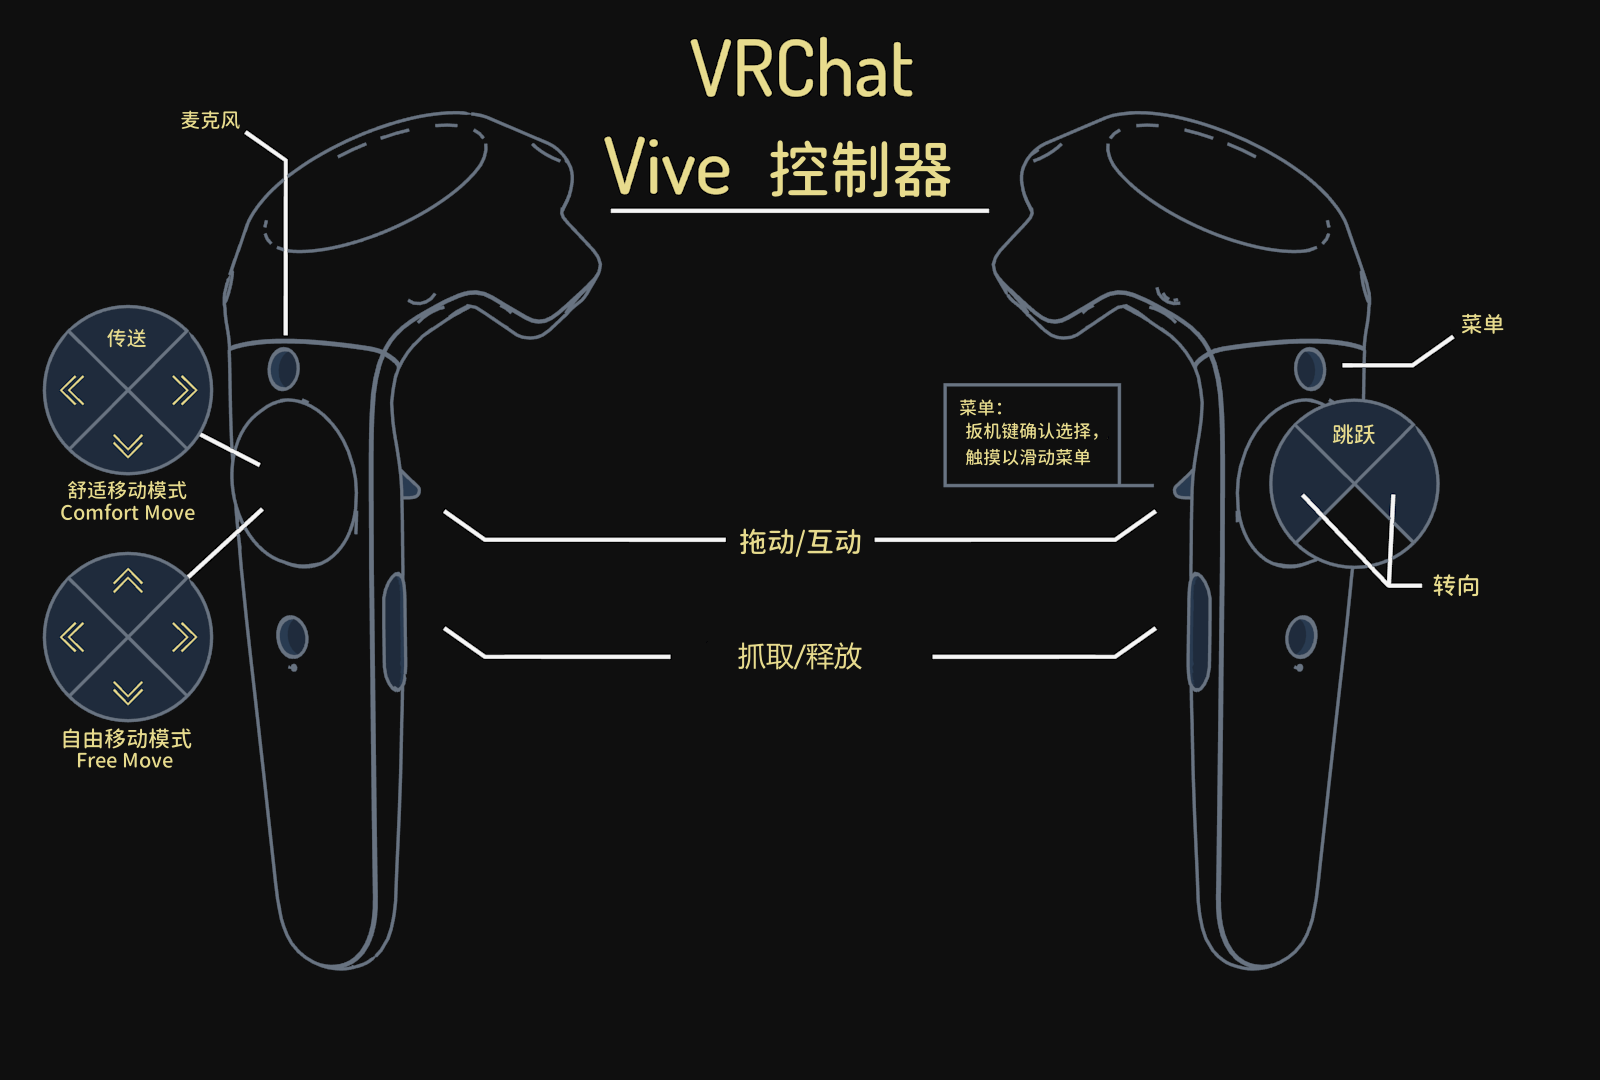 VRChat
Vive 控制器
麦克风
传送
舒适移动模式
Comfort Move
自由移动模式
Free Move
菜单:
扳机键确认选择，
触摸以滑动菜单
拖动/互动
抓取/释放
菜单
跳跃
转向